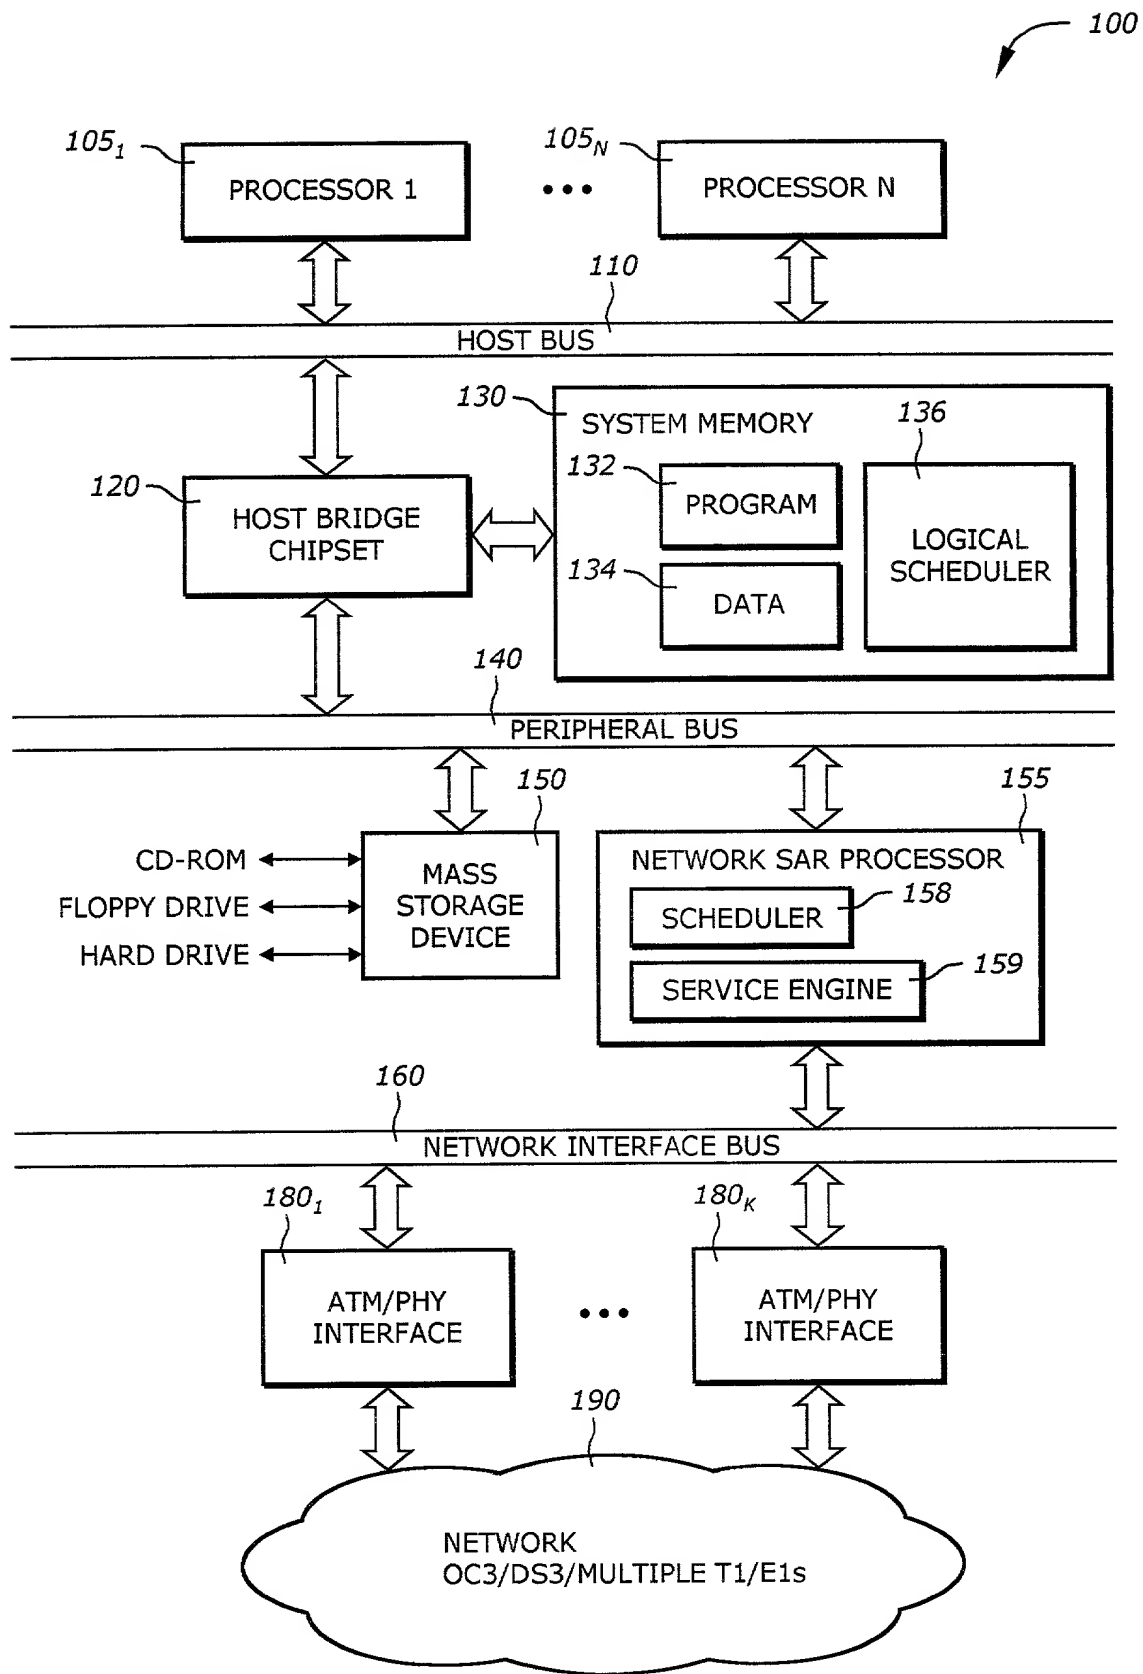 100
105₁
PROCESSOR 1
105N
PROCESSOR N
110
HOST BUS
120
HOST BRIDGE
CHIPSET
130
SYSTEM MEMORY
132
PROGRAM
134
DATA
136
LOGICAL
SCHEDULER
140
PERIPHERAL BUS
150
MASS
STORAGE
DEVICE
CD-ROM
FLOPPY DRIVE
HARD DRIVE
155
NETWORK SAR PROCESSOR
SCHEDULER
158
SERVICE ENGINE
159
160
NETWORK INTERFACE BUS
180₁
ATM/PHY
INTERFACE
180K
ATM/PHY
INTERFACE
190
NETWORK
OC3/DS3/MULTIPLE T1/E1s